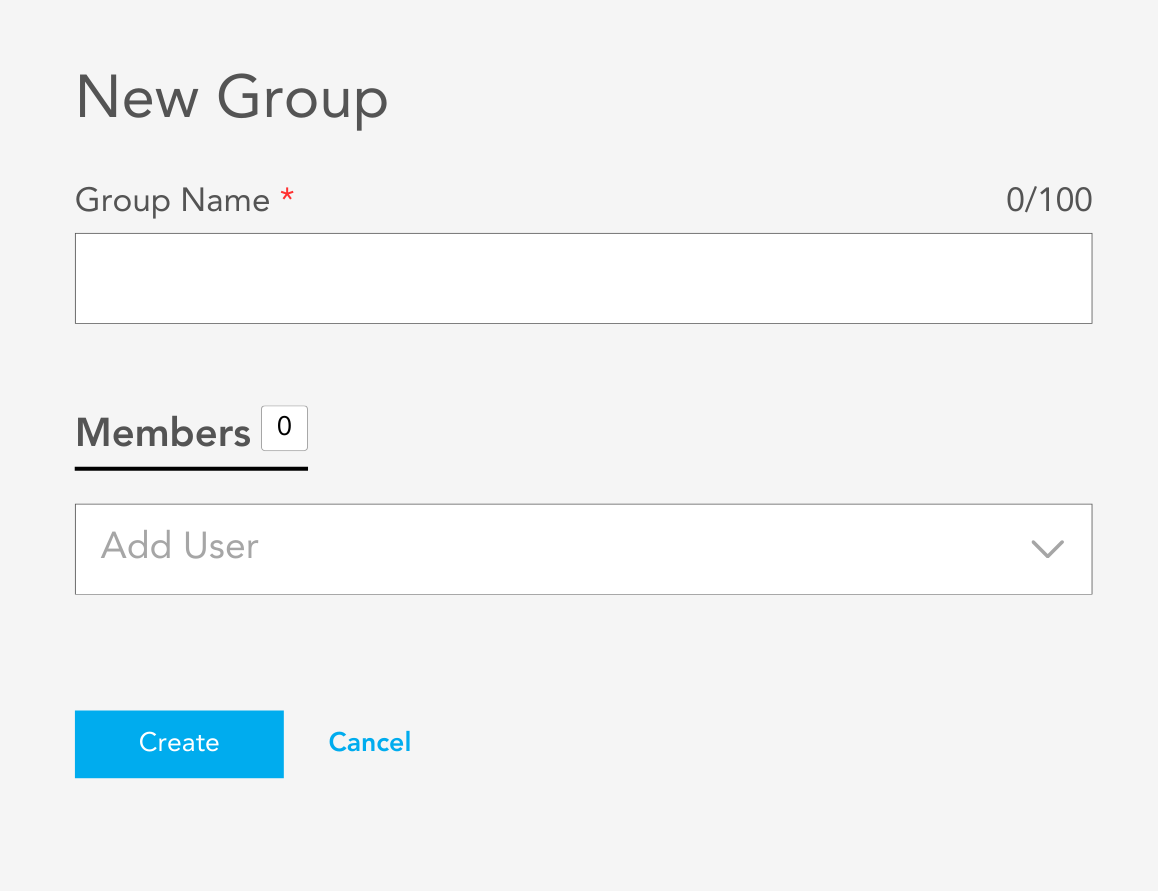 New Group
Group Name * 0/100
Members 0
Add User
Create Cancel